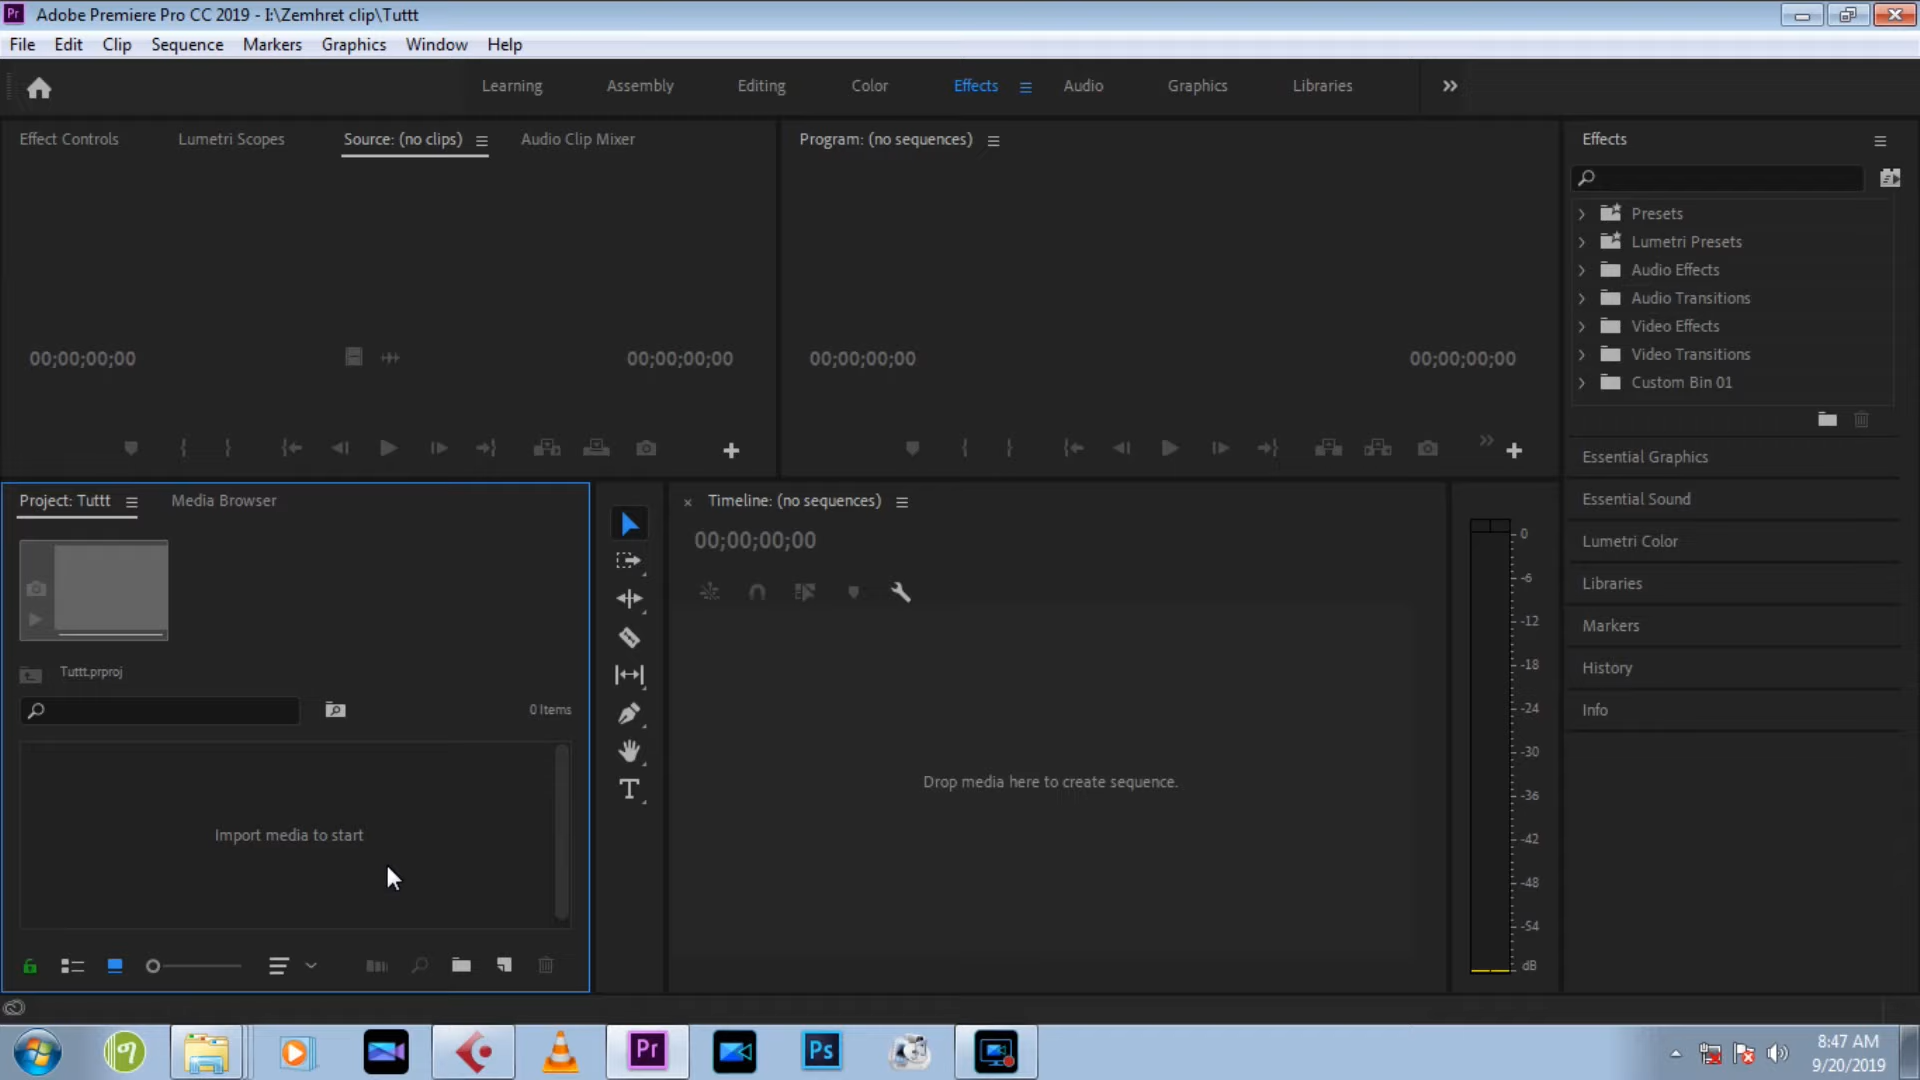 Adobe Premiere Pro CC 2019 - I:\Zemhret clip\Tuttt
File Edit Clip Sequence Markers Graphics Window Help
Learning Assembly Editing Color Effects Audio Graphics Libraries
Effect Controls Lumetri Scopes Source: (no clips) Audio Clip Mixer
Program: (no sequences)
Effects
Presets
Lumetri Presets
Audio Effects
Audio Transitions
Video Effects
Video Transitions
Custom Bin 01
00;00;00;00 00;00;00;00
00;00;00;00 00;00;00;00
Essential Graphics
Essential Sound
Lumetri Color
Libraries
Markers
History
Info
Project: Tuttt Media Browser
Tuttt.prproj
0 Items
Import media to start
Timeline: (no sequences)
00;00;00;00
Drop media here to create sequence.
0
-6
-12
-18
-24
-30
-36
-42
-48
-54
dB
Pr
Ps
8:47 AM
9/20/2019